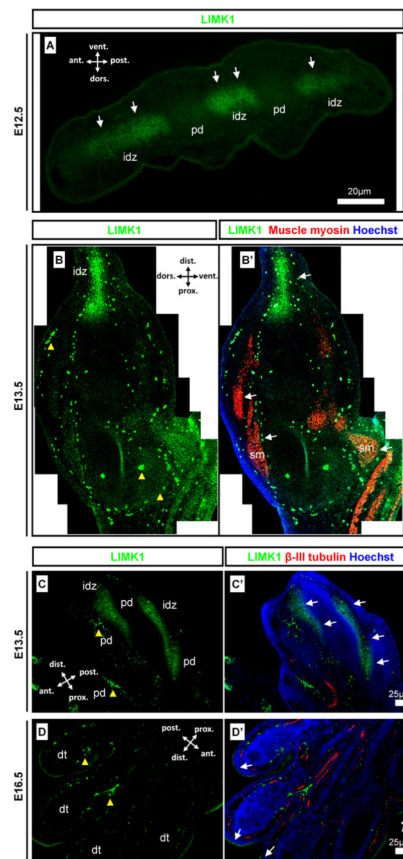 LIMK1
E12.5
A
vent.
ant. post.
dors.
idz
pd
idz
pd
idz
20µm
LIMK1
LIMK1 Muscle myosin Hoechst
E13.5
B
idz
dist.
dors. vent.
prox.
B'
sm
sm
LIMK1
LIMK1 β-III tubulin Hoechst
E13.5
C
idz
pd
idz
pd
pd
pd
dist.
post.
ant.
prox.
C'
25µ
E16.5
D
post. prox.
dist. ant.
dt
dt
dt
dt
D'
25µ